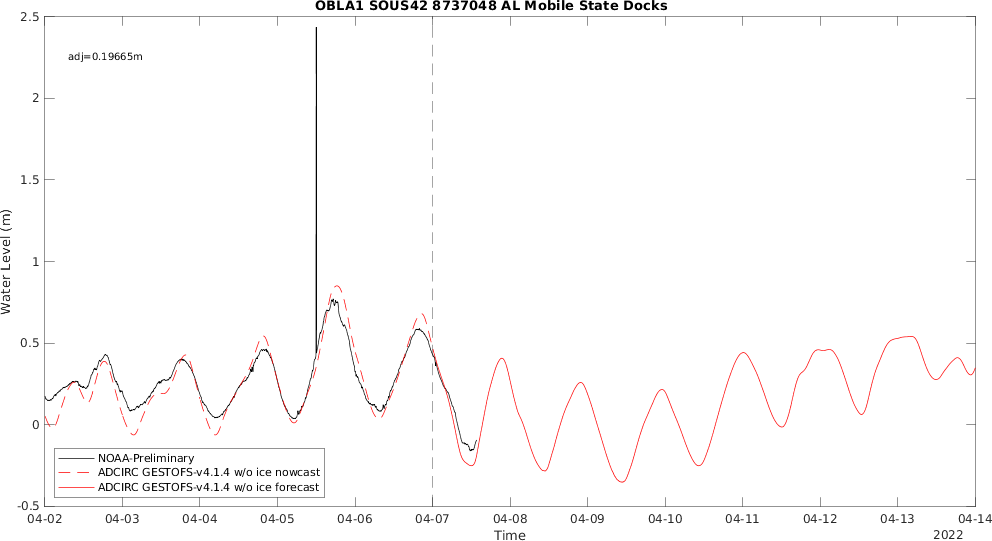 OBLA1 SOUS42 8737048 AL Mobile State Docks
adj=0.19665m
2.5
2
1.5
1
0.5
0
-0.5
Water Level (m)
NOAA-Preliminary
ADCIRC GESTOFS-v4.1.4 w/o ice nowcast
ADCIRC GESTOFS-v4.1.4 w/o ice forecast
04-02 04-03 04-04 04-05 04-06 04-07 04-08 04-09 04-10 04-11 04-12 04-13 04-14
Time
2022